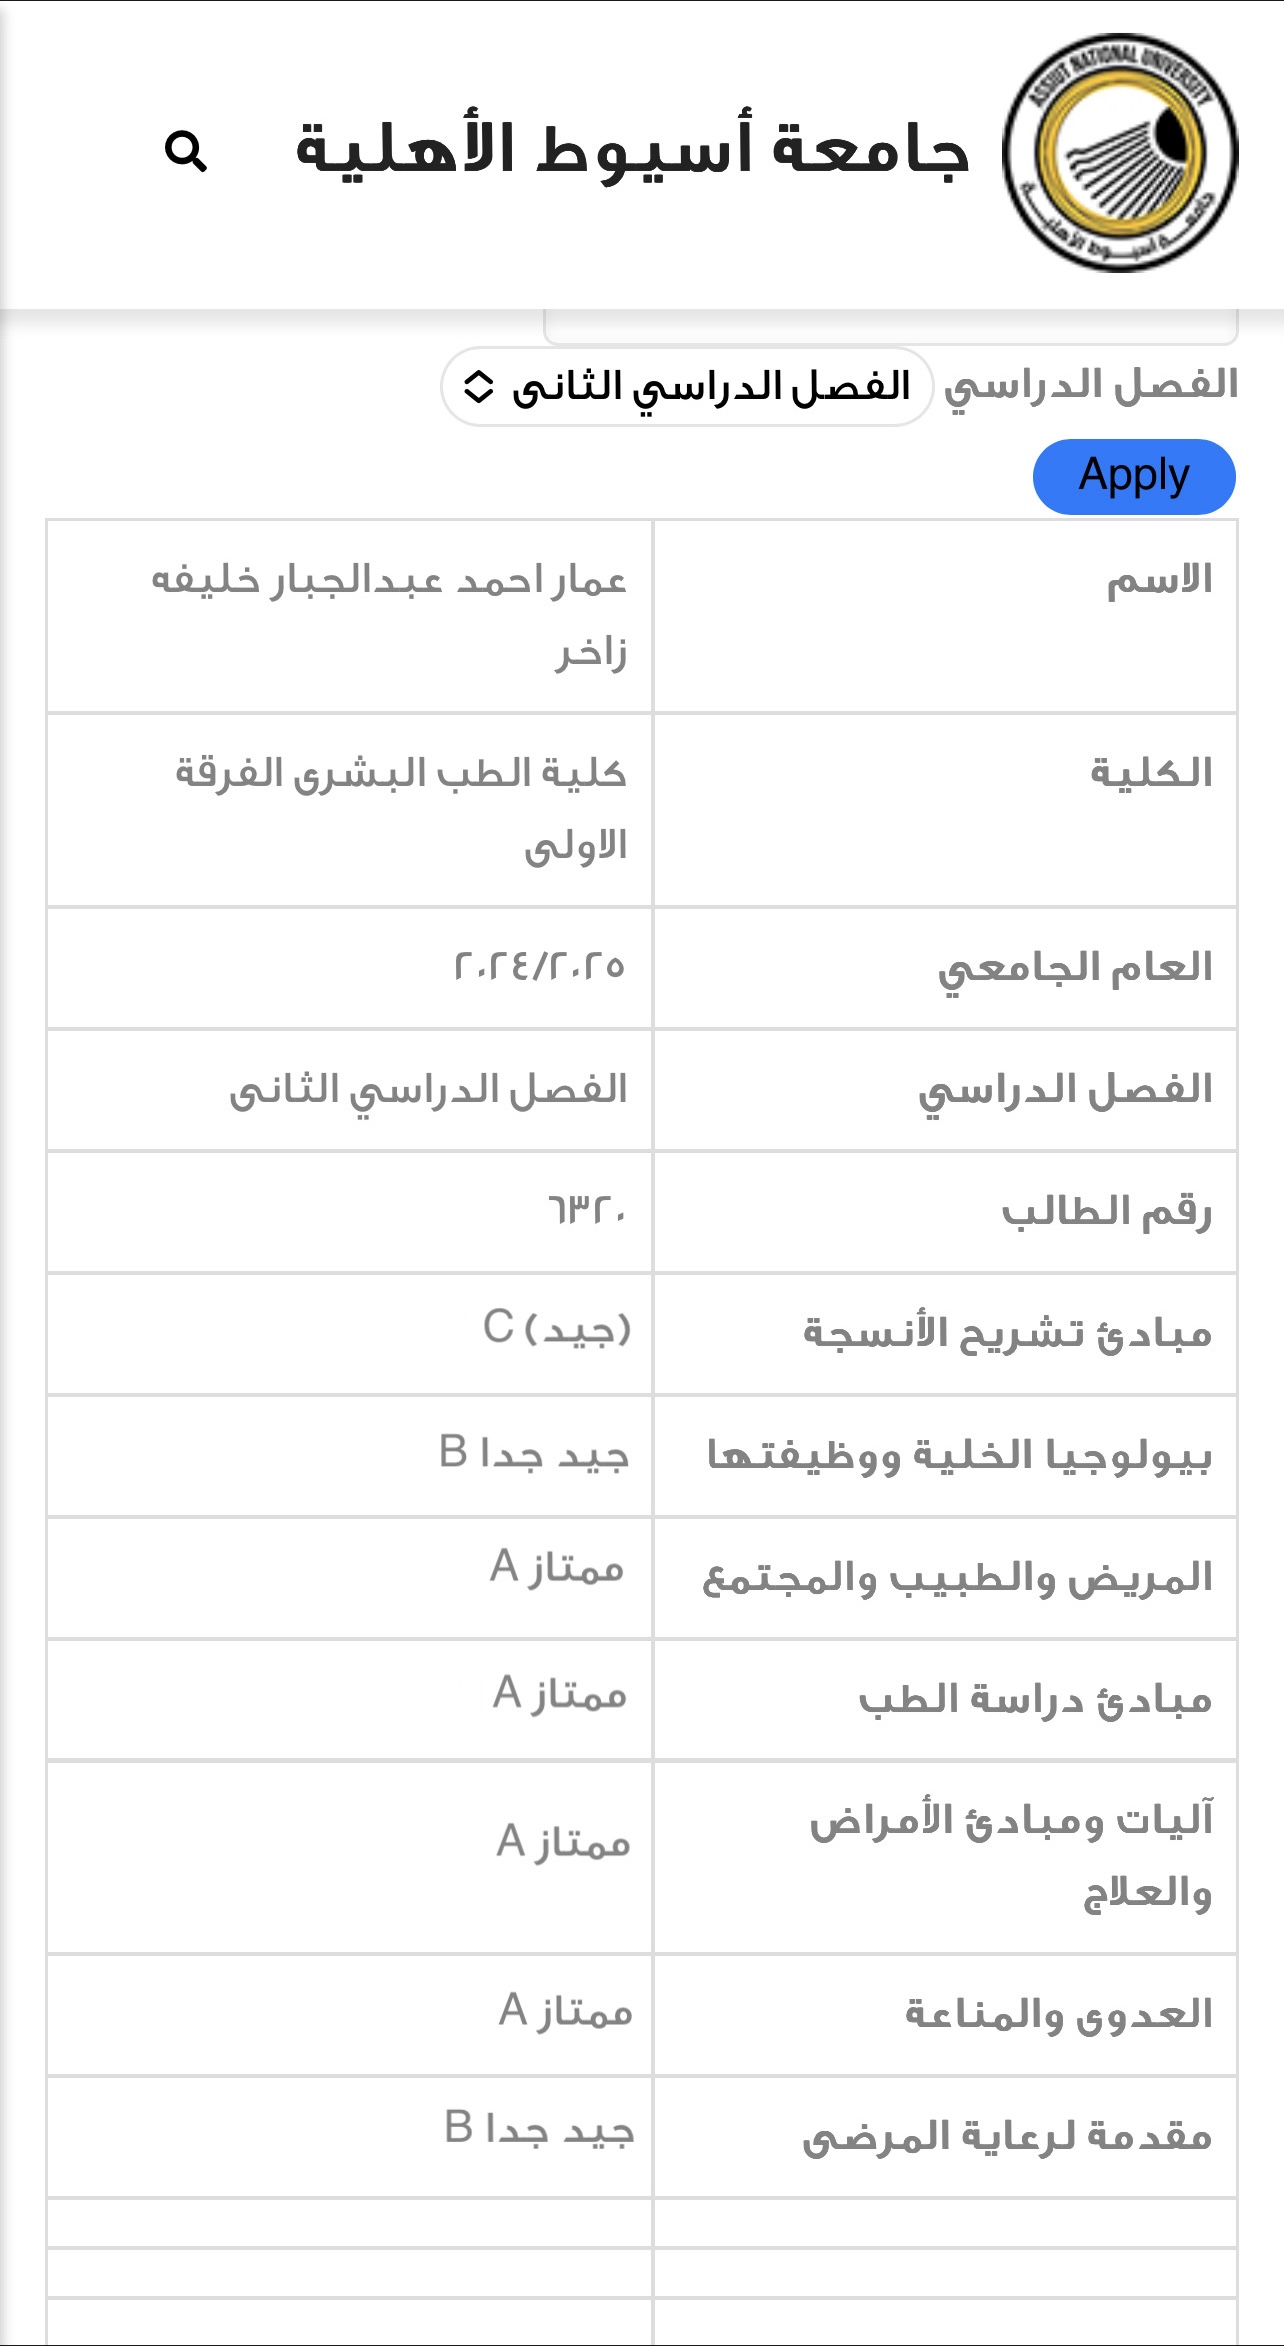 ASSIUT NATIONAL UNIVERSITY
جامعة أسيوط الأهلية
جامعة أسيوط الأهلية
الفصل الدراسي الفصل الدراسي الثانى
Apply
الاسم عمار احمد عبدالجبار خليفه
زاخر
الكلية كلية الطب البشرى الفرقة
الاولى
العام الجامعي ٢٠٢٤/٢٠٢٥
الفصل الدراسي الفصل الدراسي الثانى
رقم الطالب ٦٣٢٠
مبادئ تشريح الأنسجة (جيد) C
بيولوجيا الخلية ووظيفتها جيد جدا B
المريض والطبيب والمجتمع ممتاز A
مبادئ دراسة الطب ممتاز A
آليات ومبادئ الأمراض
والعلاج ممتاز A
العدوى والمناعة ممتاز A
مقدمة لرعاية المرضى جيد جدا B